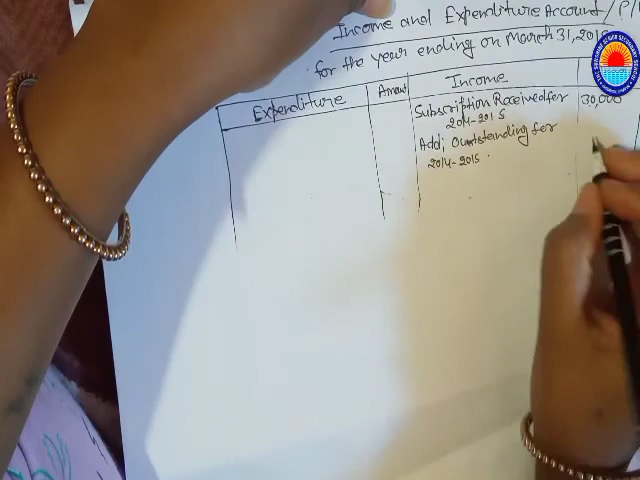 Income and Expenditure Account/
for the year ending on March 31, 201
Expenditure
Amount
Income
Subscription Received for
2014-2015
30,000
Add; Outstanding for
2014-2015.